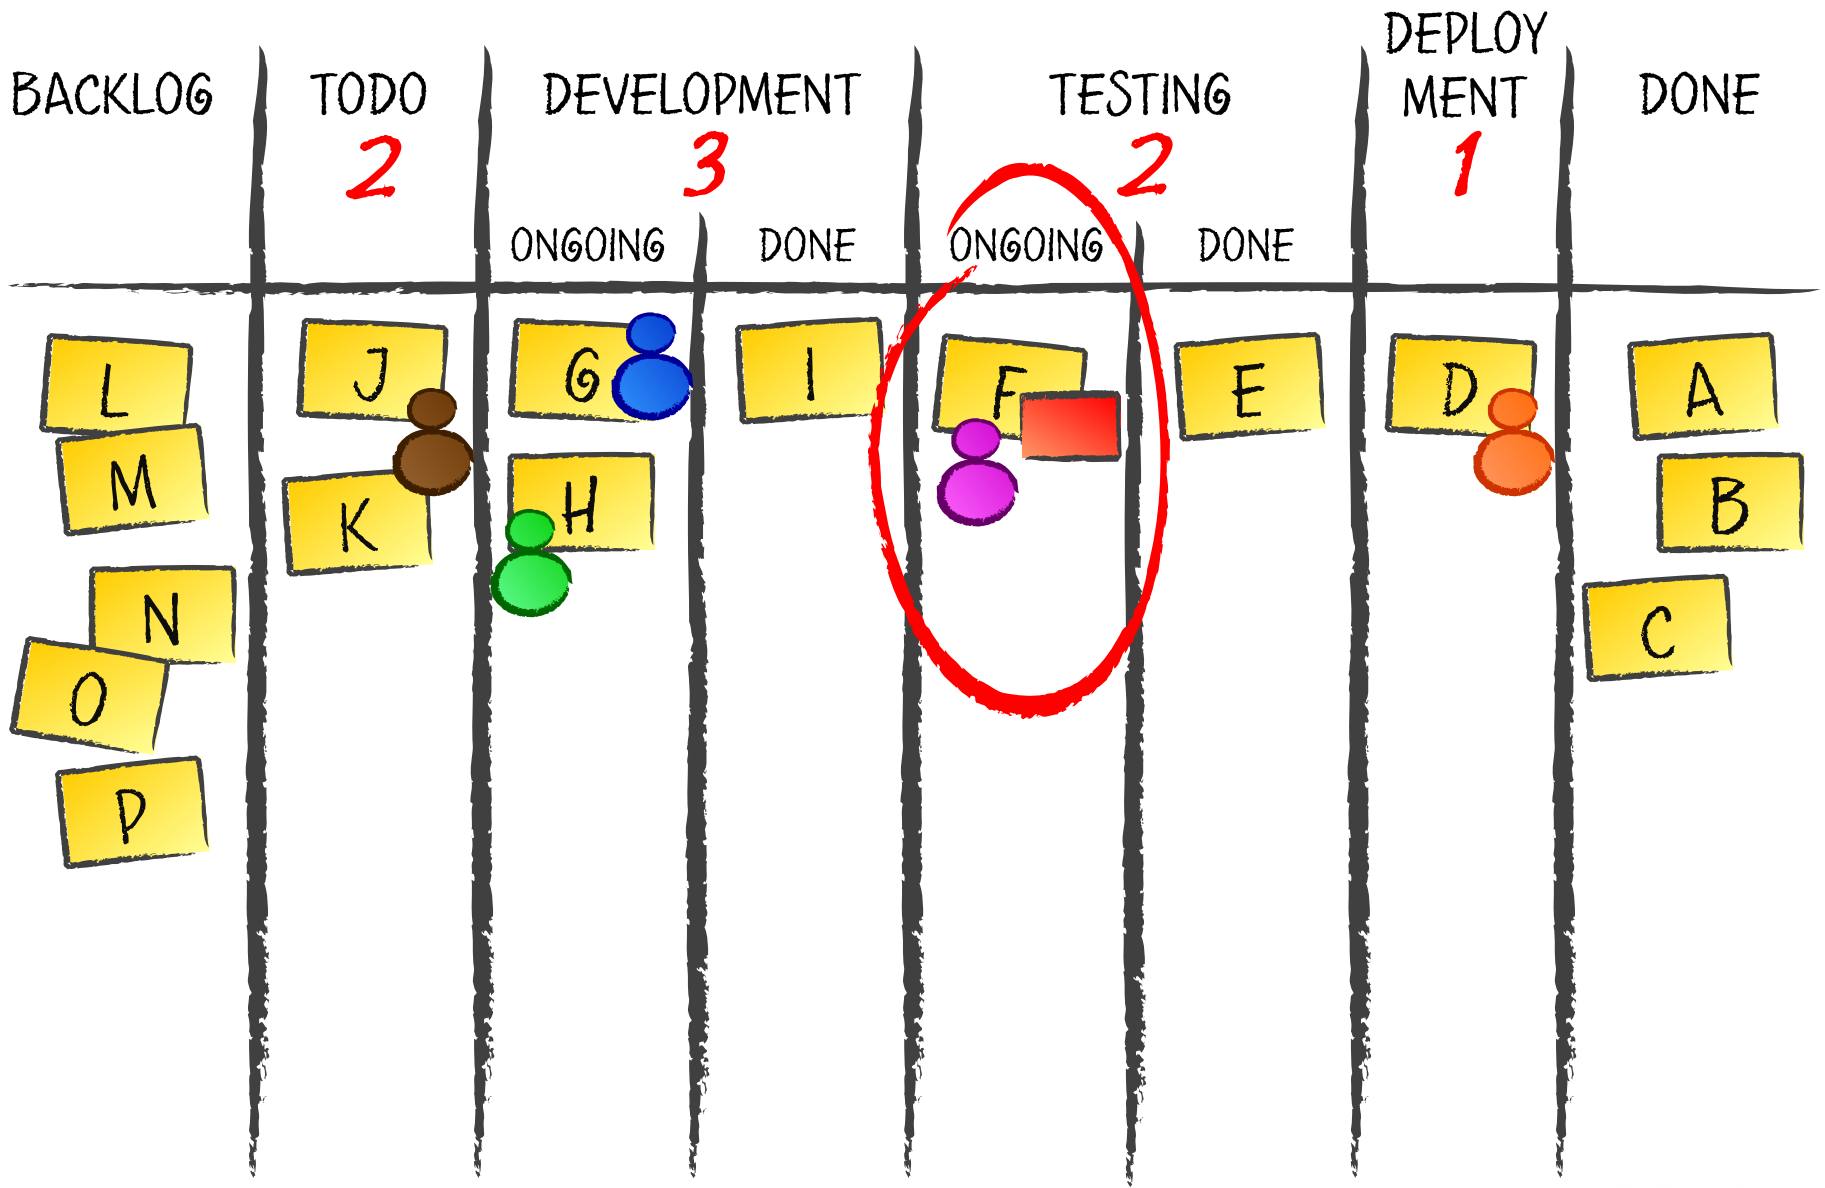 BACKLOG
TODO
2
DEVELOPMENT
3
ONGOING
DONE
TESTING
2
ONGOING
DONE
DEPLOY
MENT
1
DONE
L
M
N
O
P
J
K
G
H
I
F
E
D
A
B
C